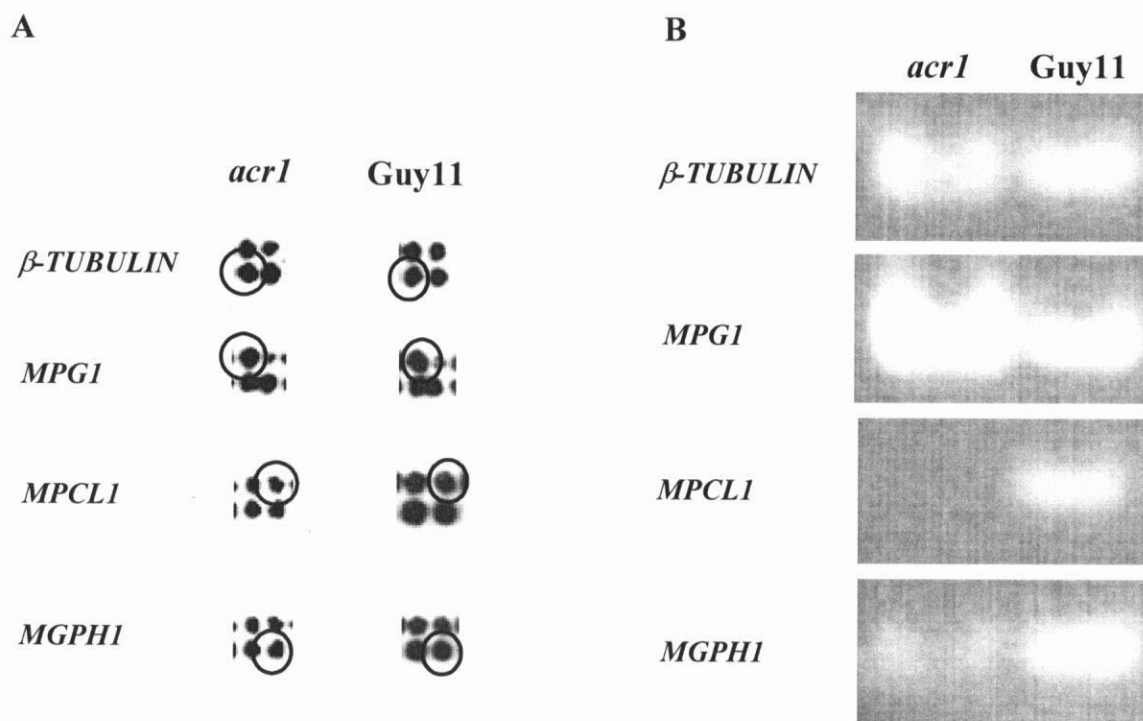 A
acr1 Guy11
β-TUBULIN
MPG1
MPCL1
MGPH1
B
acr1 Guy11
β-TUBULIN
MPG1
MPCL1
MGPH1